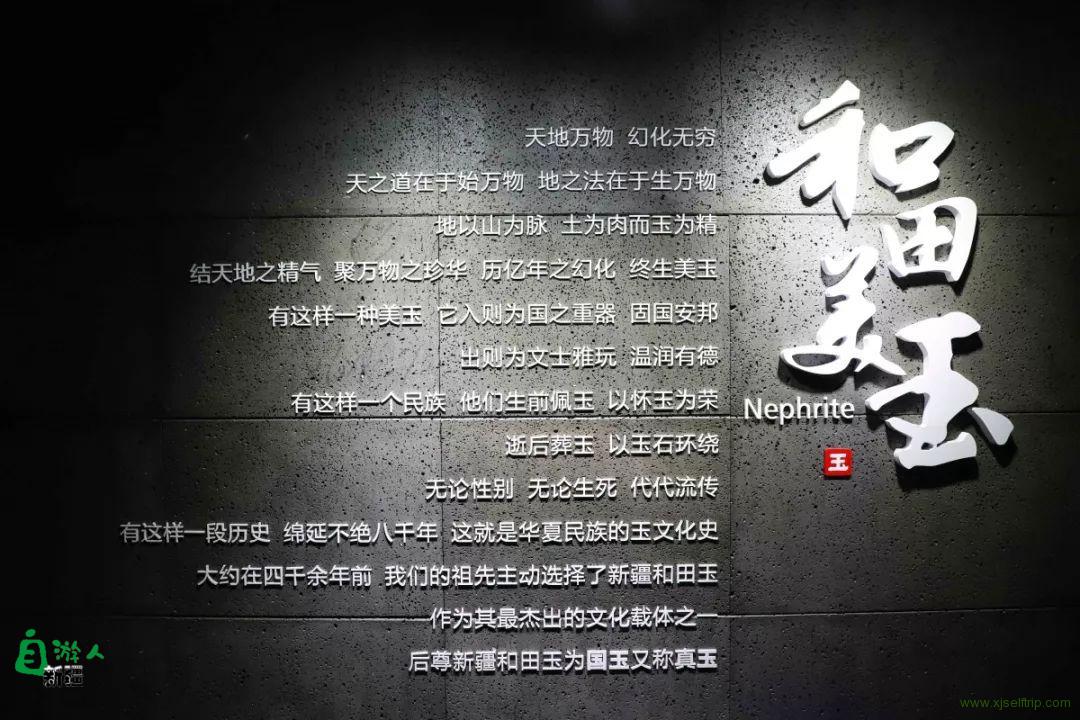 和田美玉
Nephrite
玉
天地万物 幻化无穷
天之道在于始万物 地之法在于生万物
地以山为脉 土为肉而玉为精
结天地之精气 聚万物之珍华 历亿年之幻化 终生美玉
有这样一种美玉 它入则为国之重器 固国安邦
出则为文士雅玩 温润有德
有这样一个民族 他们生前佩玉 以怀玉为荣
逝后葬玉 以玉石环绕
无论性别 无论生死 代代流传
有这样一段历史 绵延不绝八千年 这就是华夏民族的玉文化史
大约在四千余年前 我们的祖先主动选择了新疆和田玉
作为其最杰出的文化载体之一
后尊新疆和田玉为国玉又称真玉
自游人
新疆
www.xjselftrip.com